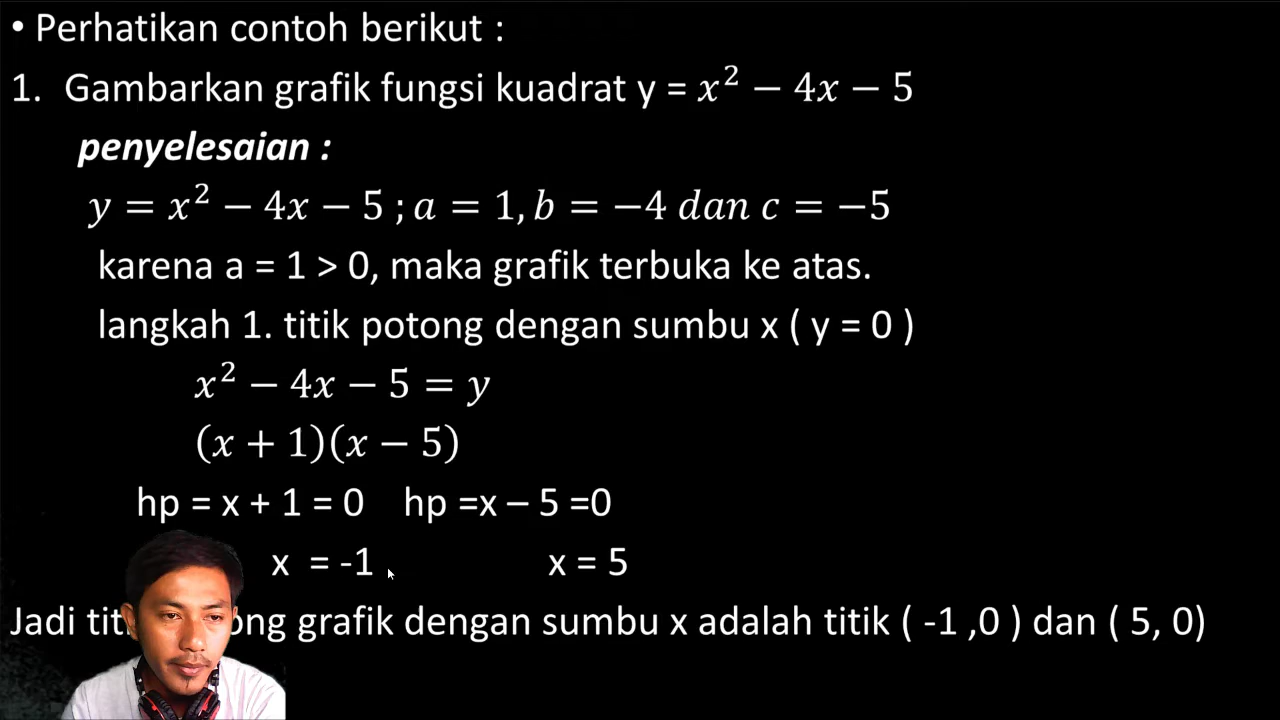 • Perhatikan contoh berikut :
1. Gambarkan grafik fungsi kuadrat y = x² − 4x − 5
penyelesaian :
y = x² − 4x − 5 ; a = 1, b = −4 dan c = −5
karena a = 1 > 0, maka grafik terbuka ke atas.
langkah 1. titik potong dengan sumbu x ( y = 0 )
x² − 4x − 5 = y
(x + 1)(x − 5)
hp = x + 1 = 0 hp =x – 5 =0
x = -1 x = 5
Jadi grafik dengan sumbu x adalah titik ( -1 ,0 ) dan ( 5, 0)